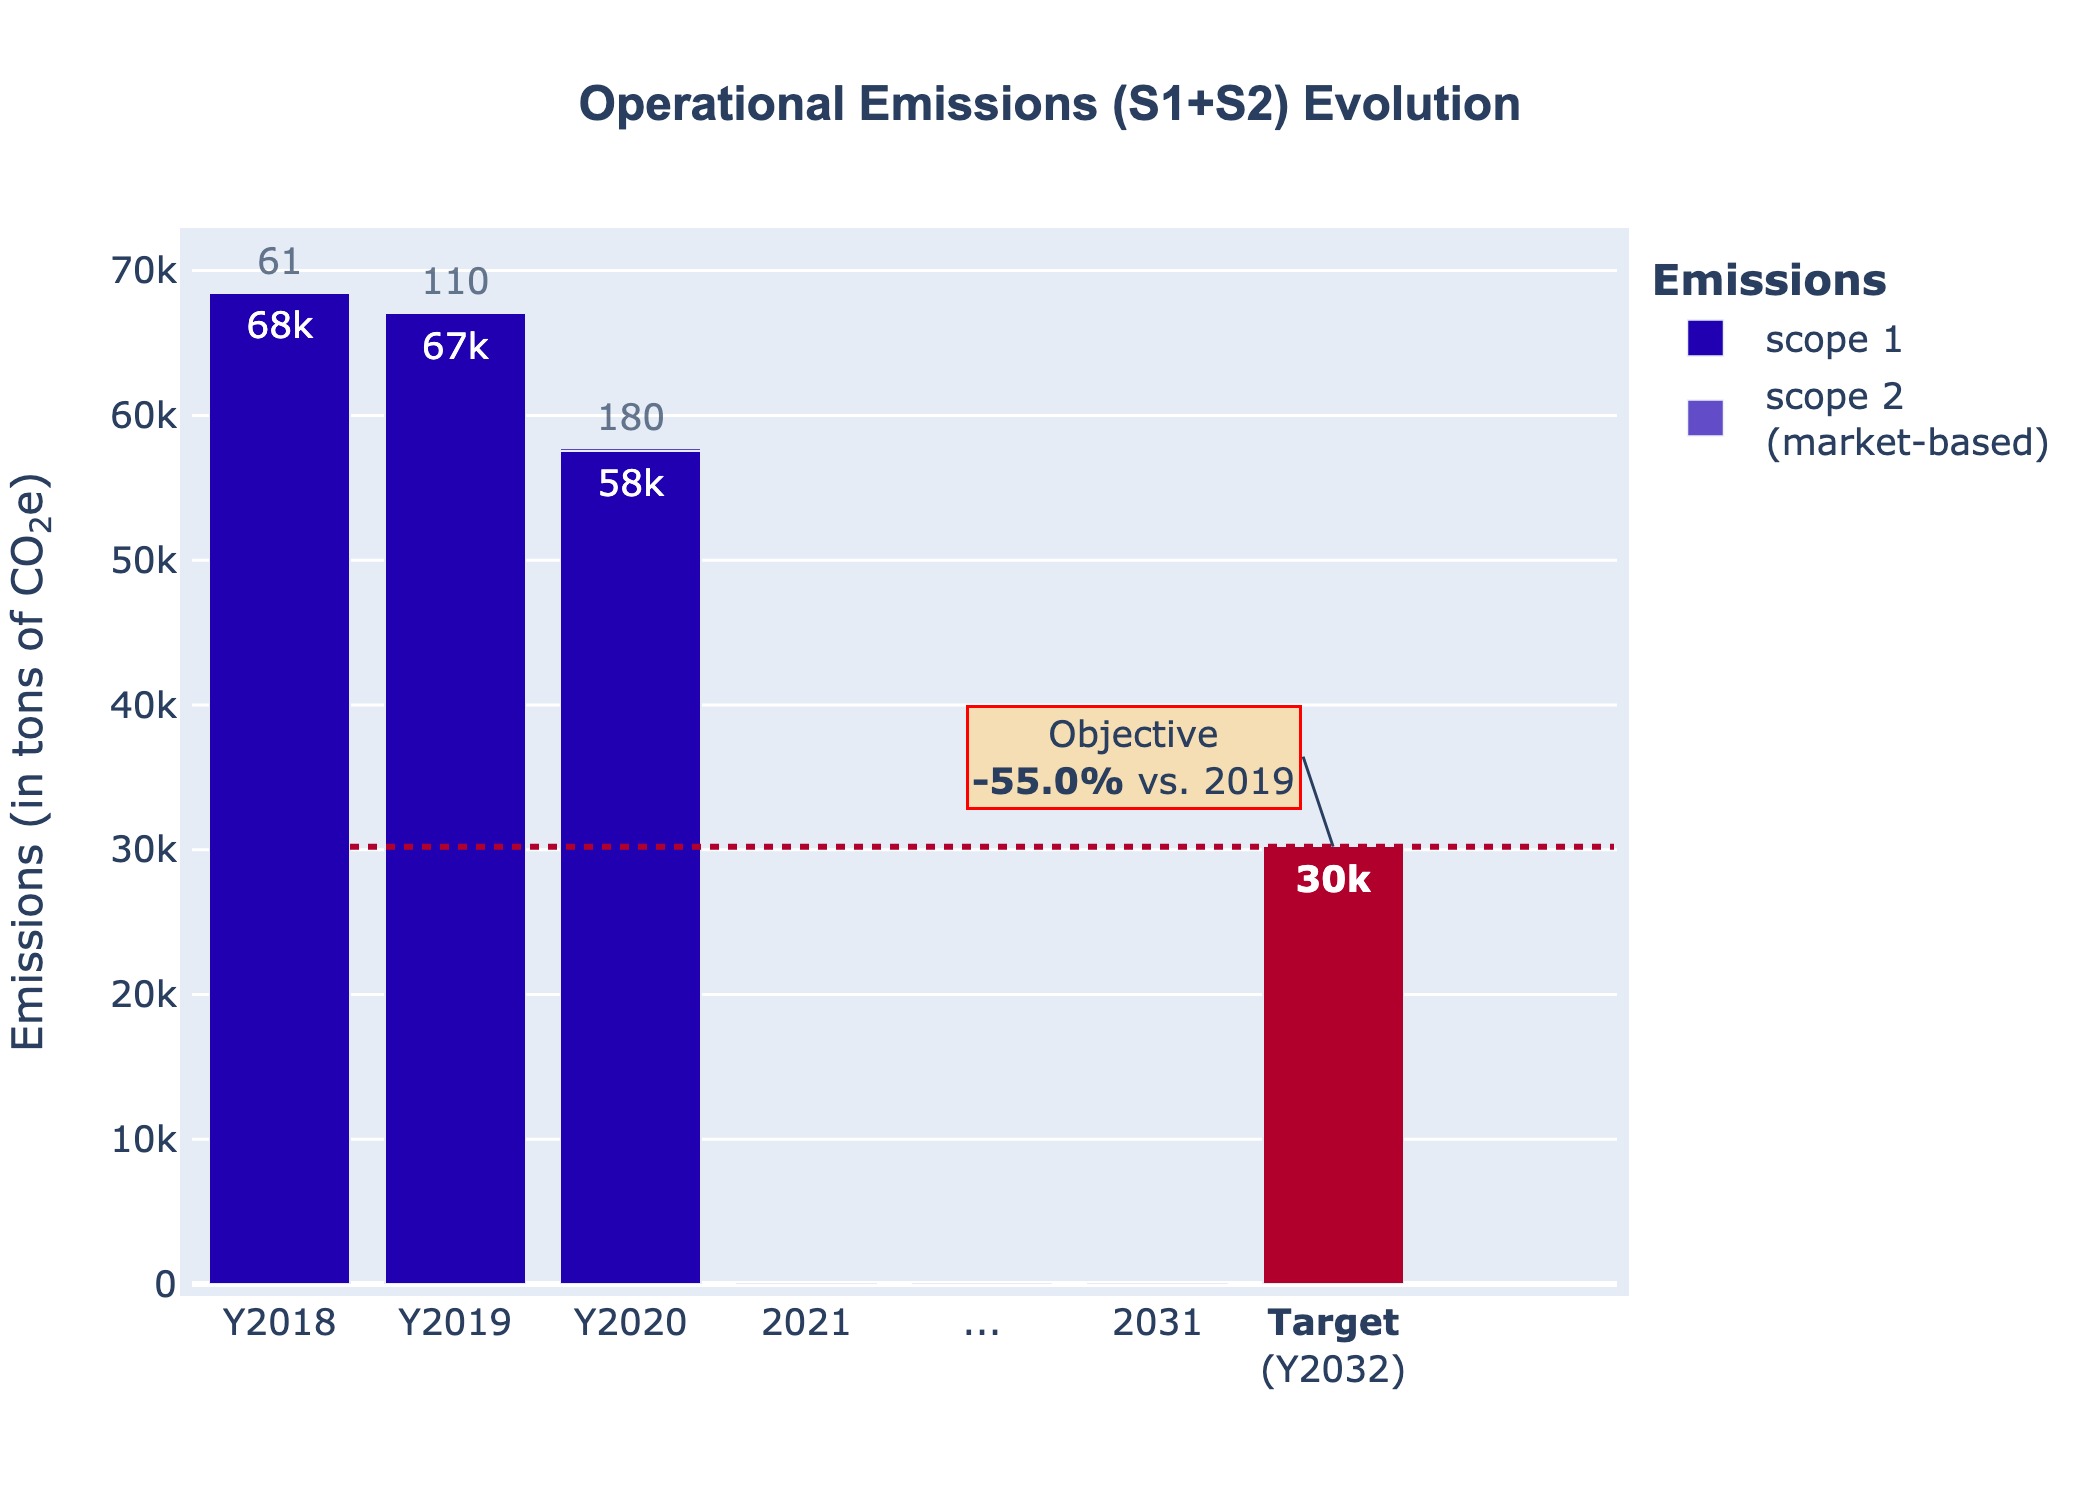 Operational Emissions (S1+S2) Evolution
Emissions (in tons of CO₂e)
70k
60k
50k
40k
30k
20k
10k
0
61
68k
110
67k
180
58k
Objective
-55.0% vs. 2019
30k
Y2018
Y2019
Y2020
2021
...
2031
Target
(Y2032)
Emissions
scope 1
scope 2
(market-based)